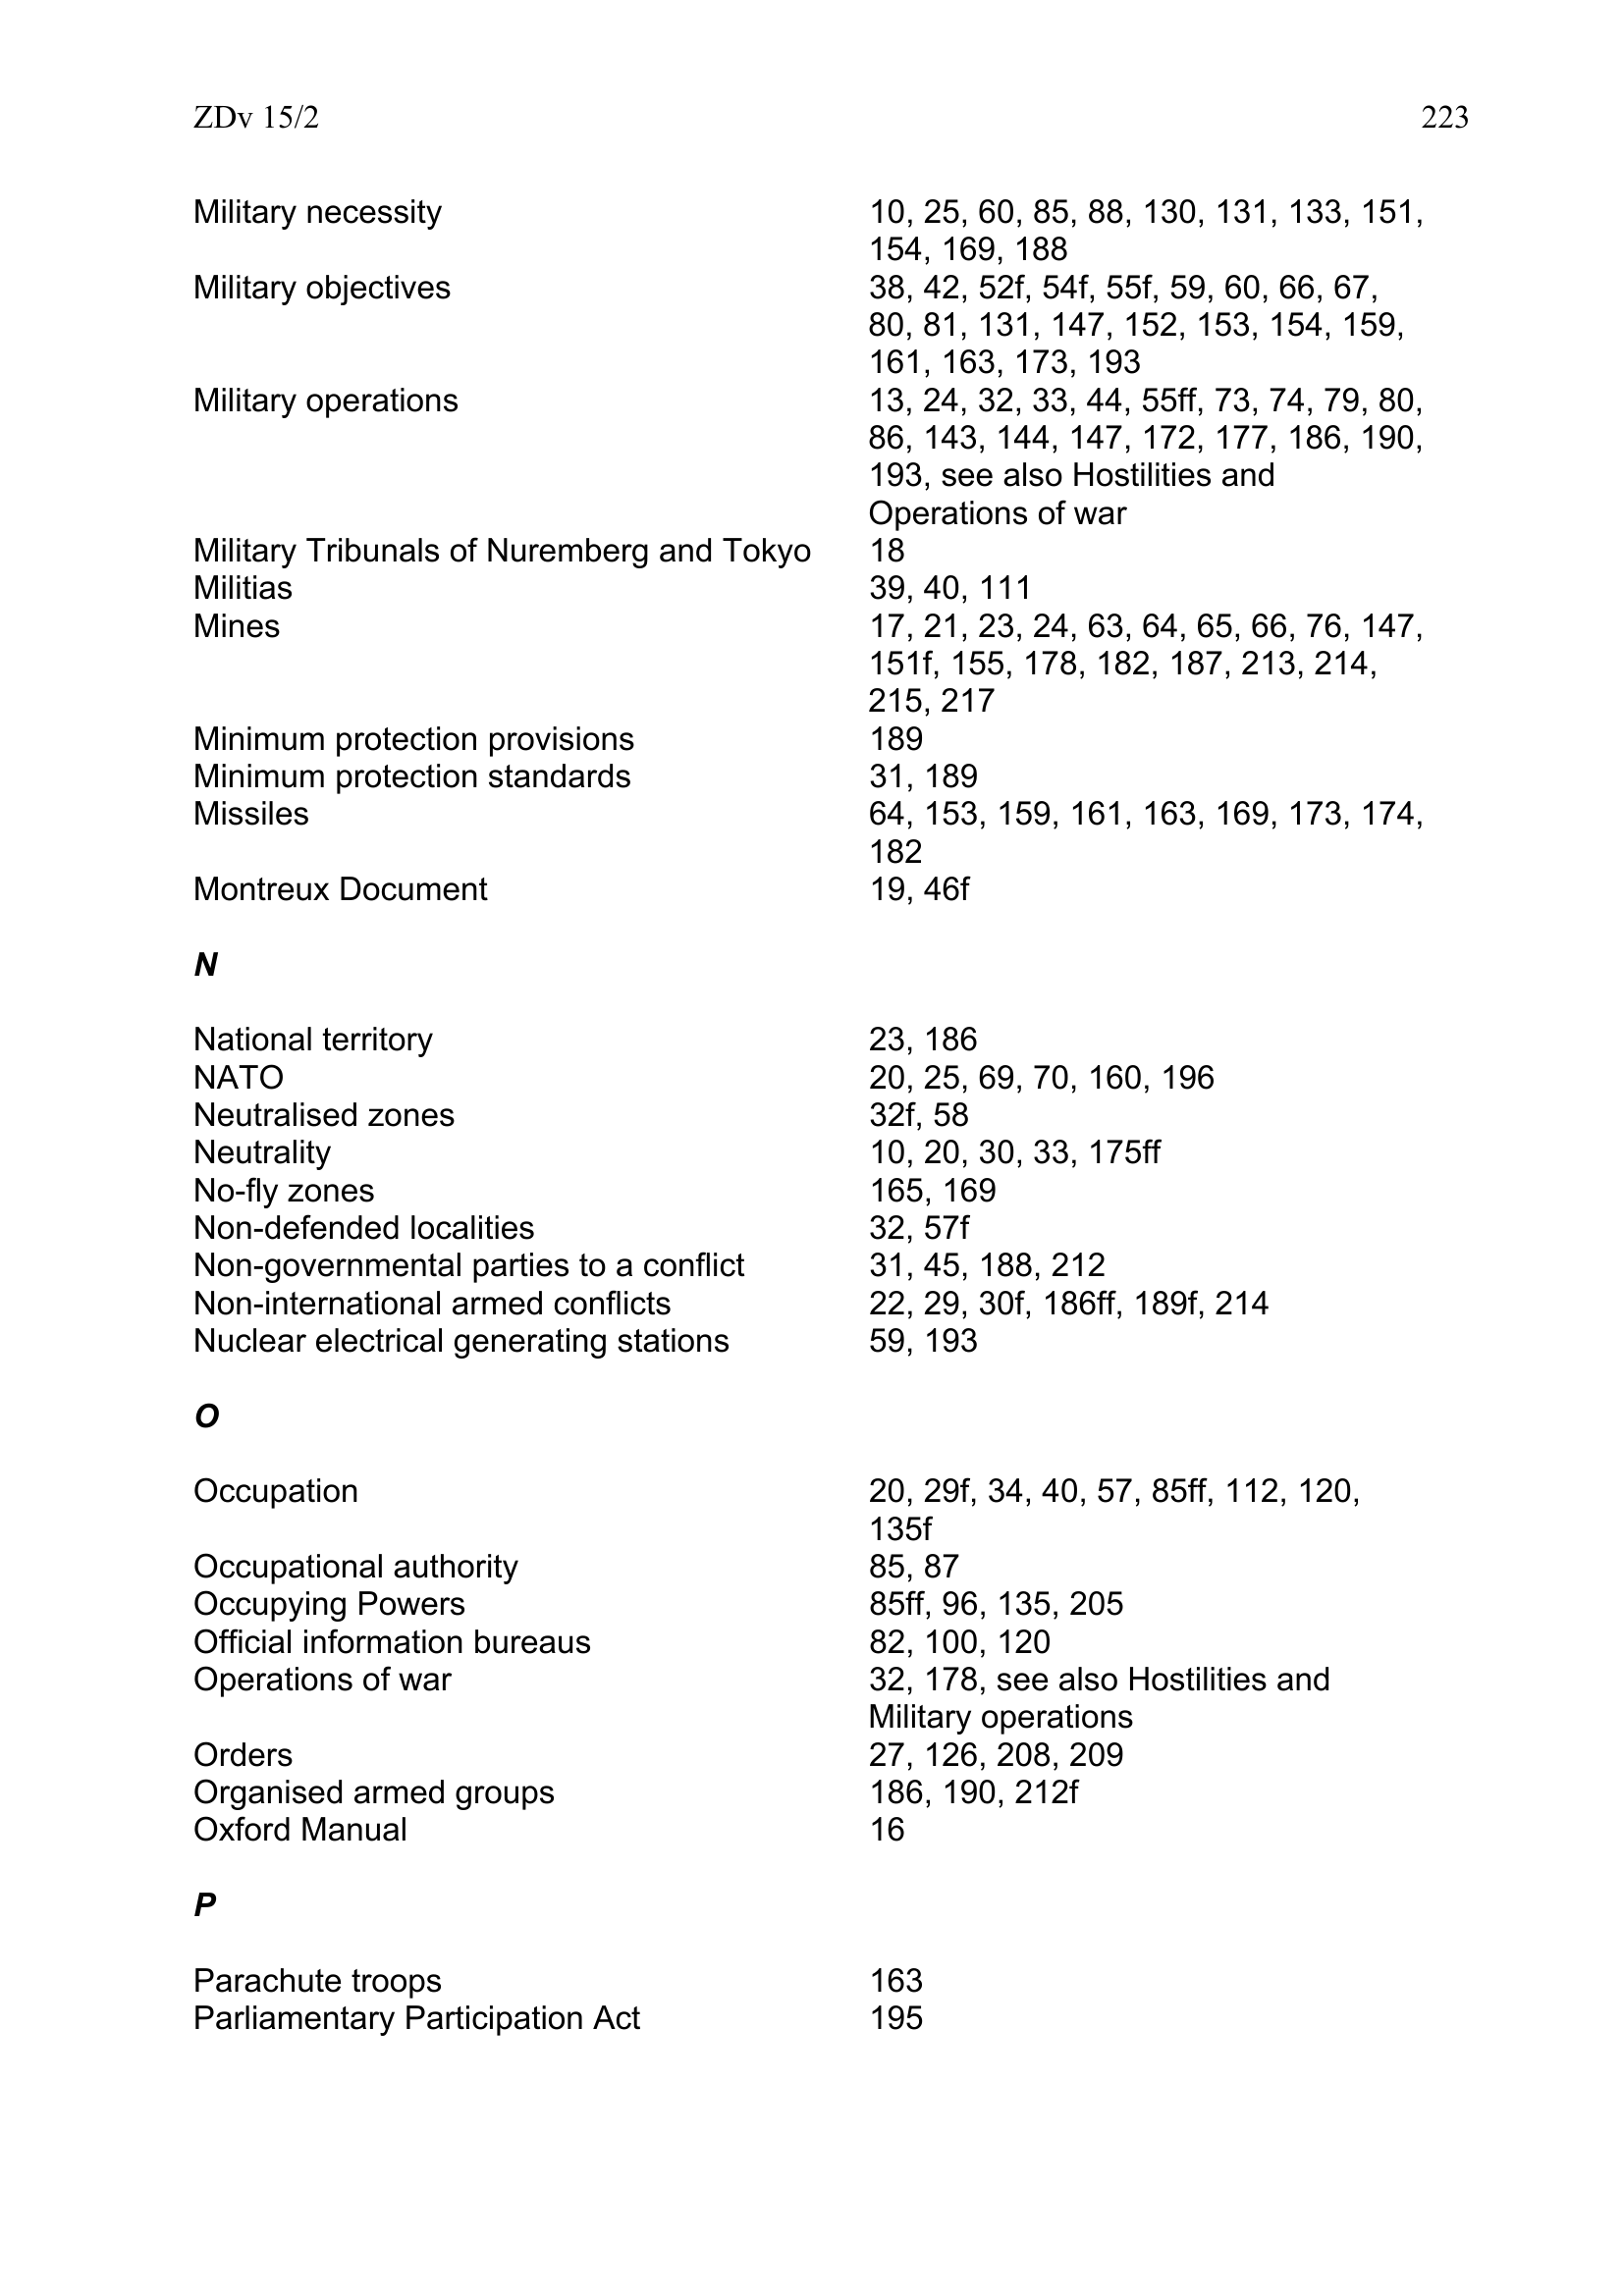 ZDv 15/2 223
Military necessity 10, 25, 60, 85, 88, 130, 131, 133, 151,
154, 169, 188
Military objectives 38, 42, 52f, 54f, 55f, 59, 60, 66, 67,
80, 81, 131, 147, 152, 153, 154, 159,
161, 163, 173, 193
Military operations 13, 24, 32, 33, 44, 55ff, 73, 74, 79, 80,
86, 143, 144, 147, 172, 177, 186, 190,
193, see also Hostilities and
Operations of war
Military Tribunals of Nuremberg and Tokyo 18
Militias 39, 40, 111
Mines 17, 21, 23, 24, 63, 64, 65, 66, 76, 147,
151f, 155, 178, 182, 187, 213, 214,
215, 217
Minimum protection provisions 189
Minimum protection standards 31, 189
Missiles 64, 153, 159, 161, 163, 169, 173, 174,
182
Montreux Document 19, 46f
N
National territory 23, 186
NATO 20, 25, 69, 70, 160, 196
Neutralised zones 32f, 58
Neutrality 10, 20, 30, 33, 175ff
No-fly zones 165, 169
Non-defended localities 32, 57f
Non-governmental parties to a conflict 31, 45, 188, 212
Non-international armed conflicts 22, 29, 30f, 186ff, 189f, 214
Nuclear electrical generating stations 59, 193
O
Occupation 20, 29f, 34, 40, 57, 85ff, 112, 120,
135f
Occupational authority 85, 87
Occupying Powers 85ff, 96, 135, 205
Official information bureaus 82, 100, 120
Operations of war 32, 178, see also Hostilities and
Military operations
Orders 27, 126, 208, 209
Organised armed groups 186, 190, 212f
Oxford Manual 16
P
Parachute troops 163
Parliamentary Participation Act 195